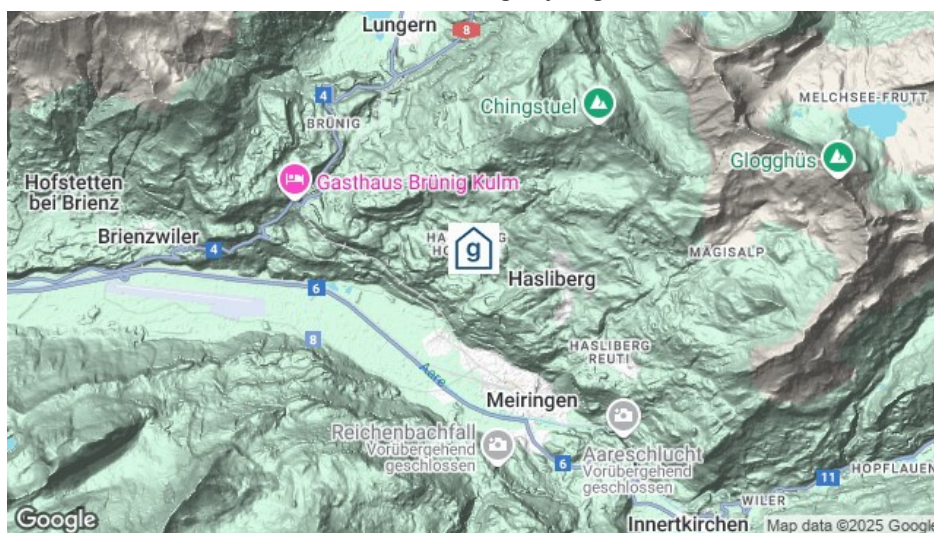 Lungern
8
4
Chingstuel
MELCHSEE-FRUTT
BRÜNIG
Glogghüs
Hofstetten
bei Brienz
Gasthaus Brünig Kulm
Brienzwiler
4
g
MÄGISALP
Hasliberg
6
8
HASLIBERG
REUTI
Aare
Meiringen
Reichenbachfall
Vorübergehend
geschlossen
Aareschlucht
Vorübergehend
geschlossen
6
11
HOPFLAUEN
WILER
Innertkirchen
Google
Map data ©2025 Google